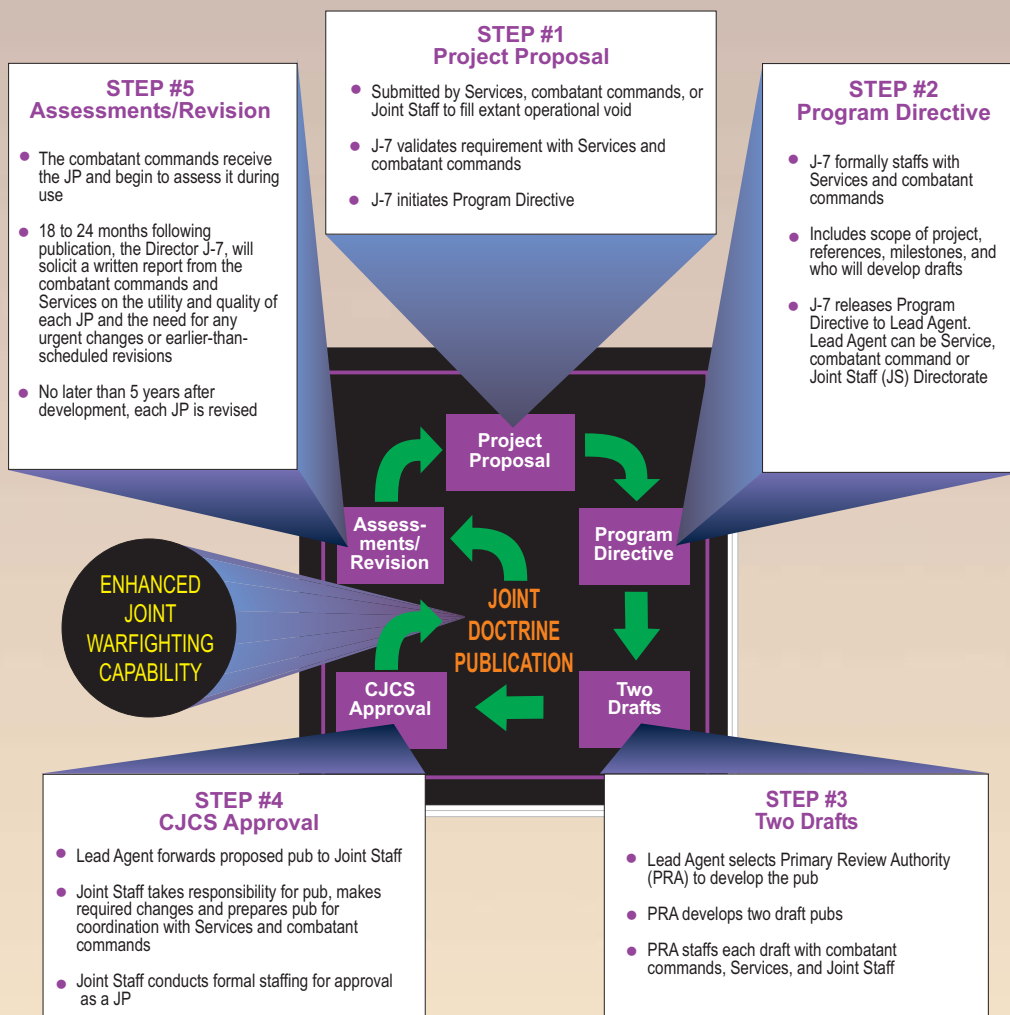 STEP #1
Project Proposal
Submitted by Services, combatant commands, or
Joint Staff to fill extant operational void
J-7 validates requirement with Services and
combatant commands
J-7 initiates Program Directive
STEP #5
Assessments/Revision
The combatant commands receive
the JP and begin to assess it during
use
18 to 24 months following
publication, the Director J-7, will
solicit a written report from the
combatant commands and
Services on the utility and quality of
each JP and the need for any
urgent changes or earlier-than-
scheduled revisions
No later than 5 years after
development, each JP is revised
STEP #2
Program Directive
J-7 formally staffs with
Services and combatant
commands
Includes scope of project,
references, milestones, and
who will develop drafts
J-7 releases Program
Directive to Lead Agent.
Lead Agent can be Service,
combatant command or
Joint Staff (JS) Directorate
Project
Proposal
Assess-
ments/
Revision
Program
Directive
ENHANCED
JOINT
WARFIGHTING
CAPABILITY
JOINT
DOCTRINE
PUBLICATION
CJCS
Approval
Two
Drafts
STEP #4
CJCS Approval
Lead Agent forwards proposed pub to Joint Staff
Joint Staff takes responsibility for pub, makes
required changes and prepares pub for
coordination with Services and combatant
commands
Joint Staff conducts formal staffing for approval
as a JP
STEP #3
Two Drafts
Lead Agent selects Primary Review Authority
(PRA) to develop the pub
PRA develops two draft pubs
PRA staffs each draft with combatant
commands, Services, and Joint Staff